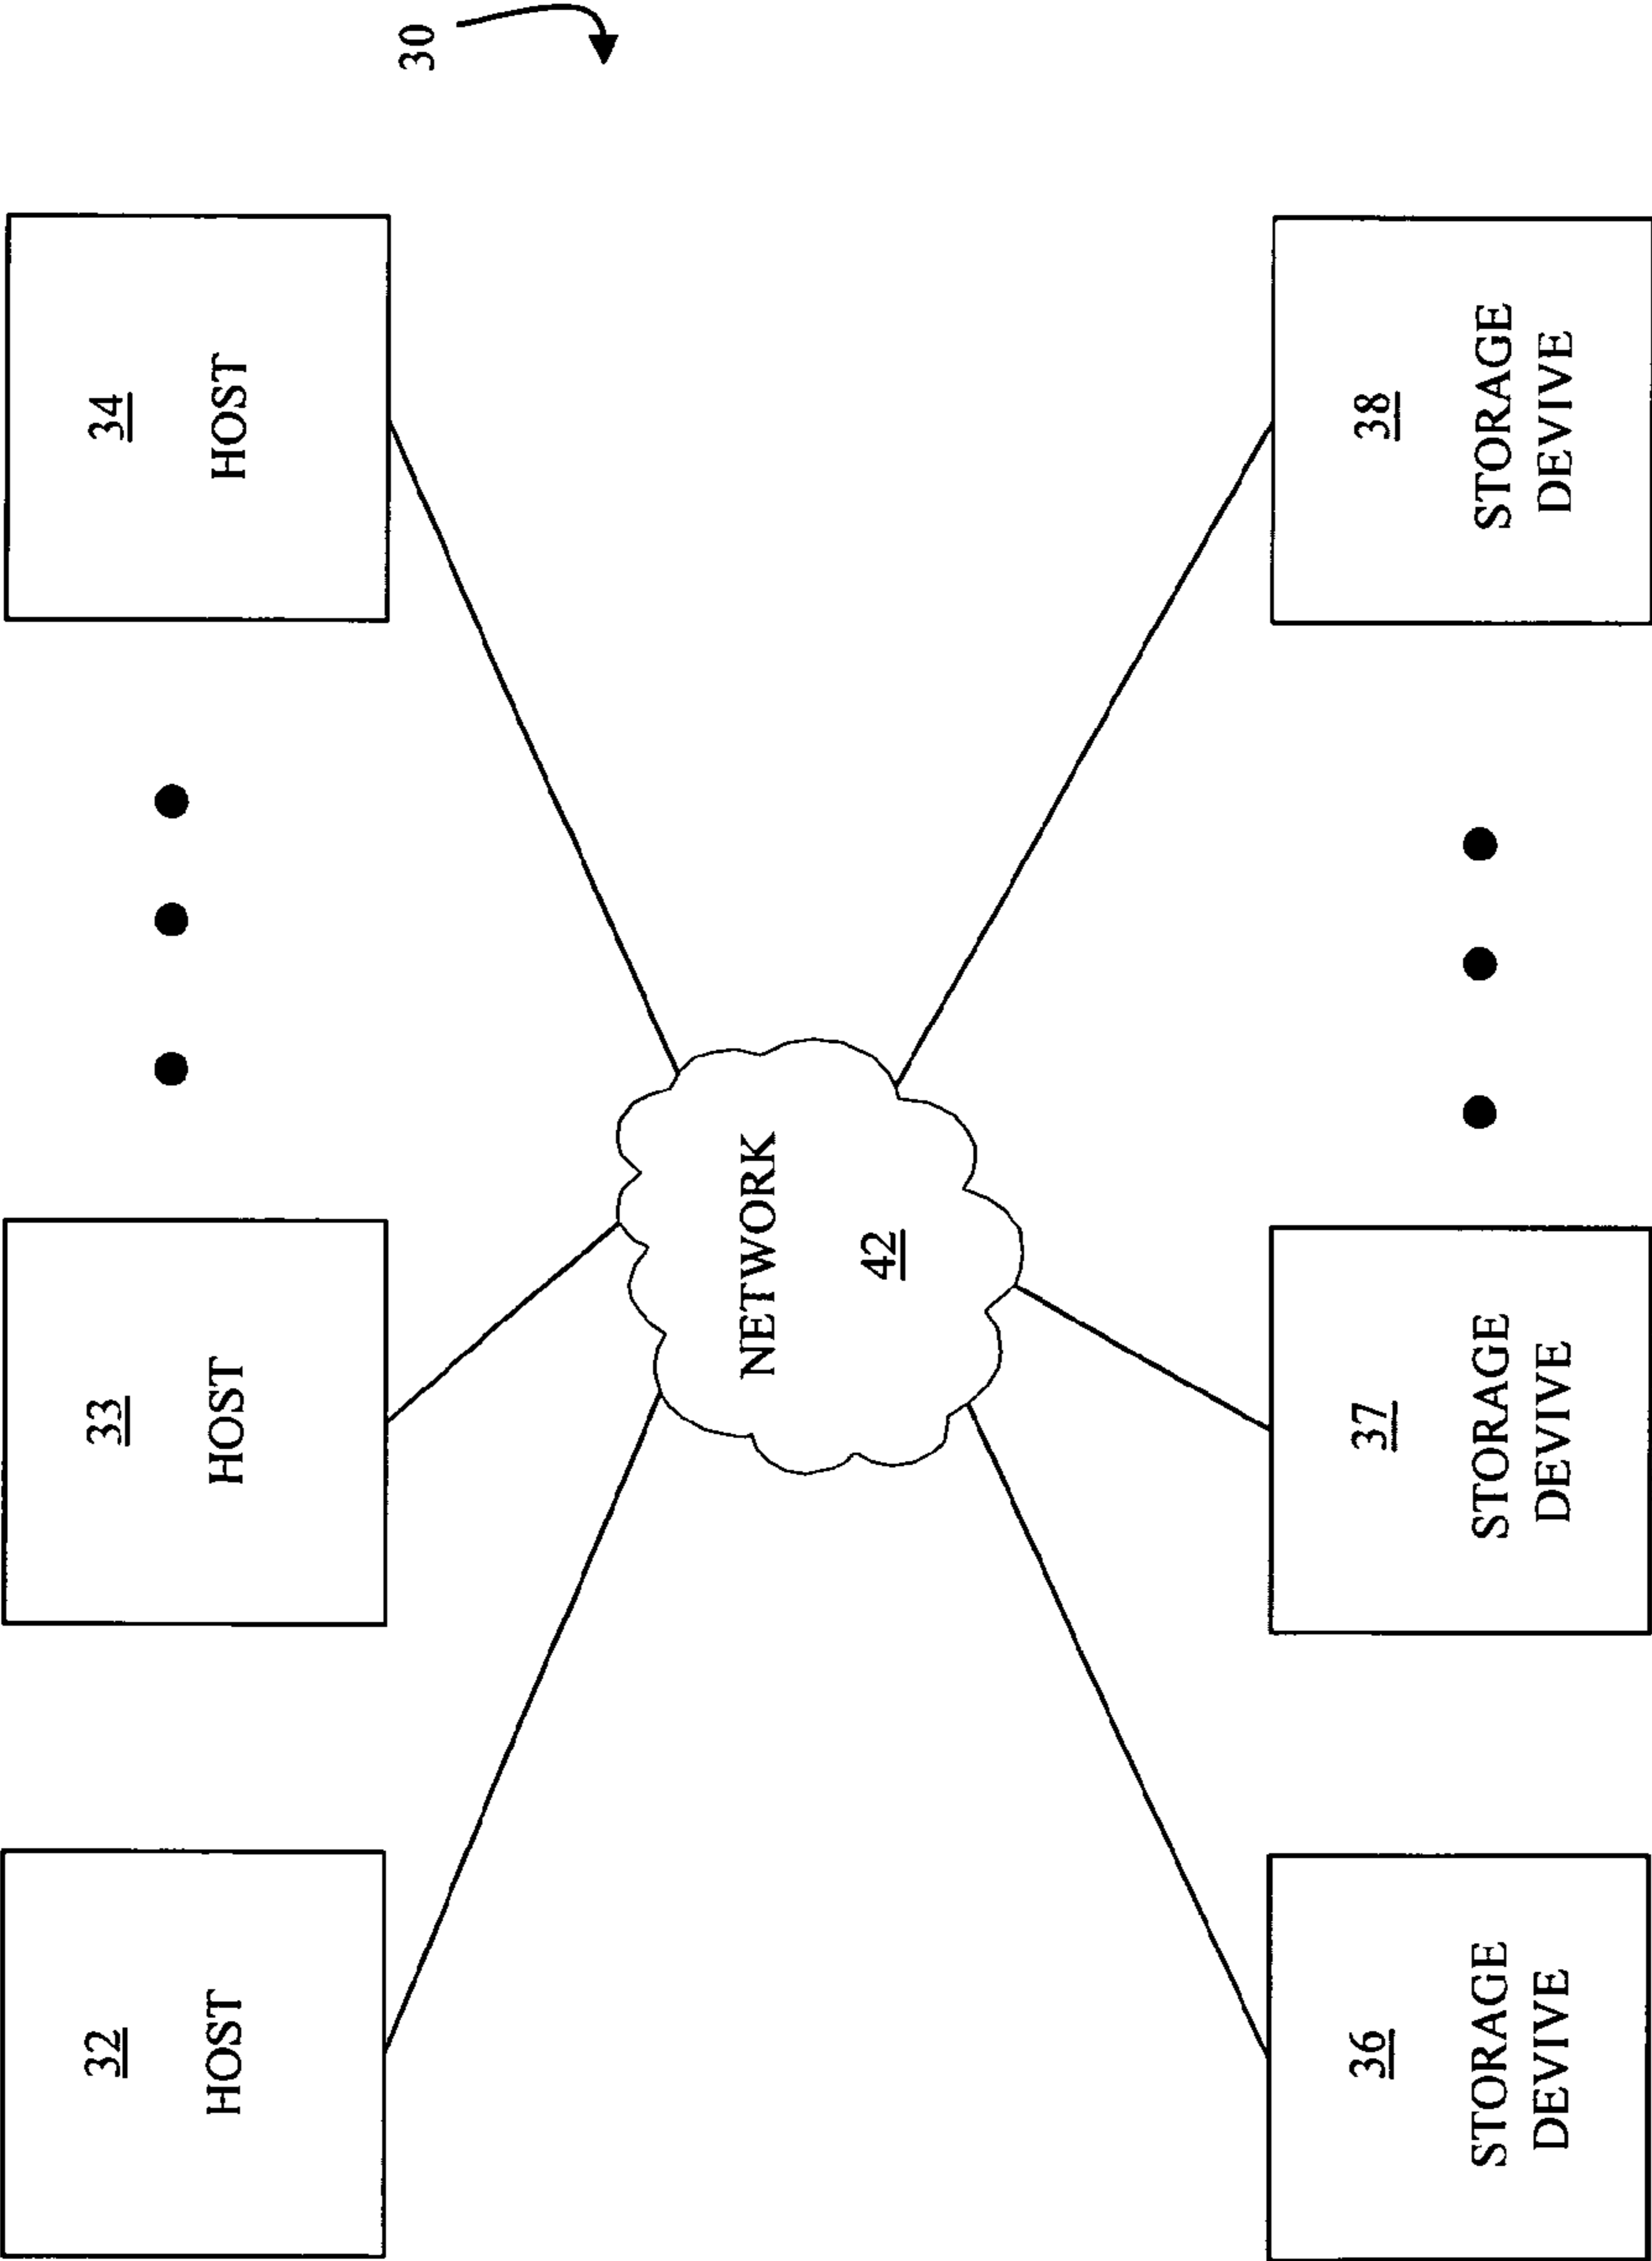 30
32
HOST
33
HOST
34
HOST
NETWORK
42
36
STORAGE
DEVIVE
37
STORAGE
DEVIVE
38
STORAGE
DEVIVE